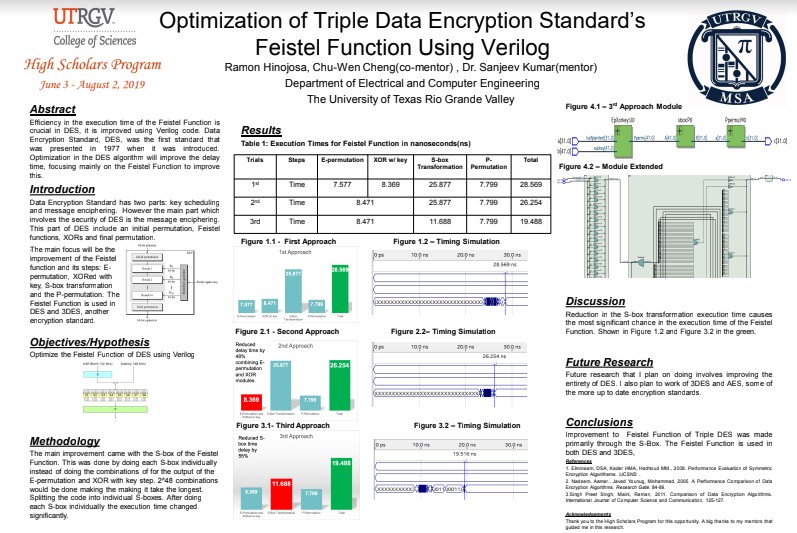 UTRGV
College of Sciences
High Scholars Program
June 3 - August 2, 2019
Optimization of Triple Data Encryption Standard's
Feistel Function Using Verilog
Ramon Hinojosa, Chu-Wen Cheng(co-mentor) , Dr. Sanjeev Kumar(mentor)
Department of Electrical and Computer Engineering
The University of Texas Rio Grande Valley
UTRGV
π
MSA
Abstract
Efficiency in the execution time of the Feistel Function is
crucial in DES, it is improved using Verilog code. Data
Encryption Standard, DES, was the first standard that
was presented in 1977 when it was introduced.
Optimization in the DES algorithm will improve the delay
time, focusing mainly on the Feistel Function to improve
this.
Introduction
Data Encryption Standard has two parts: key scheduling
and message enciphering. However the main part which
involves the security of DES is the message enciphering.
This part of DES include an initial permutation, Feistel
functions, XORs and final permutation.
The main focus will be the
improvement of the Feistel
function and its steps: E-
permutation, XORed with
key, S-box transformation
and the P-permutation. The
Feistel Function is used in
DES and 3DES, another
encryption standard.
Objectives/Hypothesis
Optimize the Feistel Function of DES using Verilog
Methodology
The main improvement came with the S-box of the Feistel
Function. This was done by doing each S-box individually
instead of doing the combinations of for the output of the
E-permutation and XOR with key step. 2^48 combinations
would be done making the making it take the longest.
Splitting the code into individual S-boxes. After doing
each S-box individually the execution time changed
significantly.
Results
Table 1: Execution Times for Feistel Function in nanoseconds(ns)
Trials Steps E-permutation XOR w/ key S-box Transformation P-Permutation Total
1st Time 7.577 8.369 25.877 7.799 28.569
2nd Time 8.471 25.877 7.799 26.254
3rd Time 8.471 11.688 7.799 19.488
Figure 1.1 - First Approach
1st Approach
28.569
25.877
7.977 8.471 7.799
Figure 1.2 – Timing Simulation
0 ps 10.0 ns 20.0 ns 30.0 ns
28.569 ns
Figure 2.1 - Second Approach
2nd Approach
Reduced
delay time by
48%
combining E-
permutation
and XOR
modules.
25.877
26.254
8.369
7.799
Figure 2.2– Timing Simulation
0 ps 10.0 ns 20.0 ns 30.0 ns
26.254 ns
Figure 3.1- Third Approach
3rd Approach
Reduced S-
box time
delay by
55%
19.488
11.688
8.369
7.799
Figure 3.2 – Timing Simulation
0 ps 10.0 ns 20.0 ns 30.0 ns
19.516 ns
Figure 4.1 – 3rd Approach Module
Figure 4.2 – Module Extended
Discussion
Reduction in the S-box transformation execution time causes
the most significant chance in the execution time of the Feistel
Function. Shown in Figure 1.2 and Figure 3.2 in the green.
Future Research
Future research that I plan on doing involves improving the
entirety of DES. I also plan to work of 3DES and AES, some of
the more up to date encryption standards.
Conclusions
Improvement to Feistel Function of Triple DES was made
primarily through the S-Box. The Feistel Function is used in
both DES and 3DES,
References
1. Elminaam, DSA, Kader HMA, Hadhoud MM., 2008. Performance Evaluation of Symmetric
Encryption Algorithems. IJCSNS .
2. Nadeem, Aamer., Javed Younug, Mohammad, 2005. A Performance Comparison of Data
Encryption Algorithms. Research Gate. 84-89.
3.Singh Preet Singh, Maini, Raman, 2011. Comparison of Data Encryption Algorithms.
International Journal of Computer Science and Communication, 125-127.
Acknowledgements
Thank you to the High Scholars Program for this opportunity. A big thanks to my mentors that
guided me in this research.